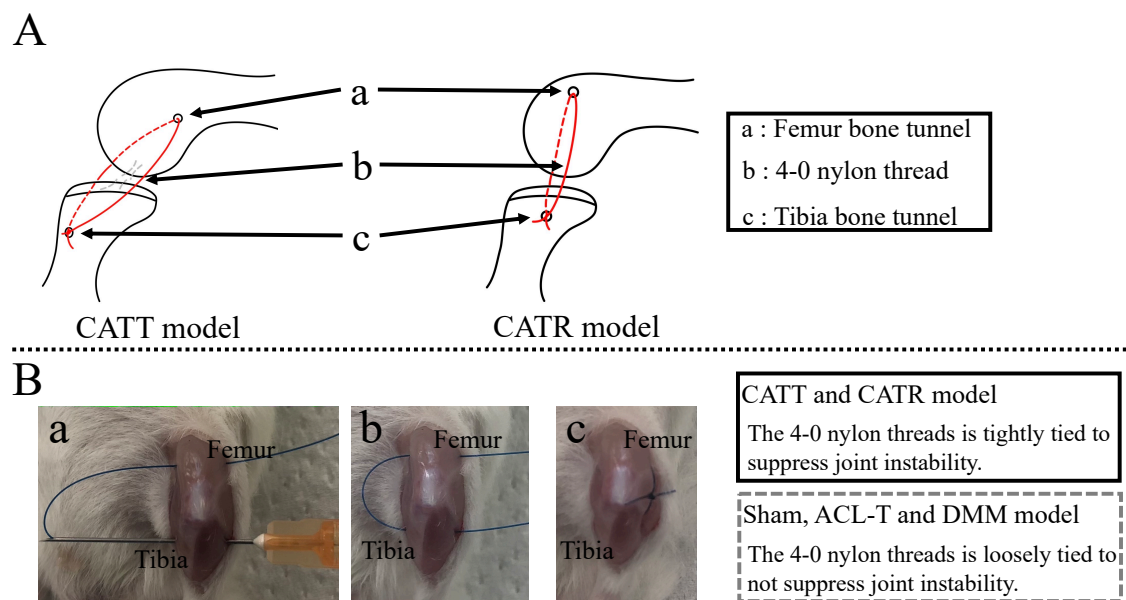 A
a
b
c
a : Femur bone tunnel
b : 4-0 nylon thread
c : Tibia bone tunnel
CATT model
CATR model
B
a
Femur
Tibia
b
Femur
Tibia
c
Femur
Tibia
CATT and CATR model
The 4-0 nylon threads is tightly tied to
suppress joint instability.
Sham, ACL-T and DMM model
The 4-0 nylon threads is loosely tied to
not suppress joint instability.